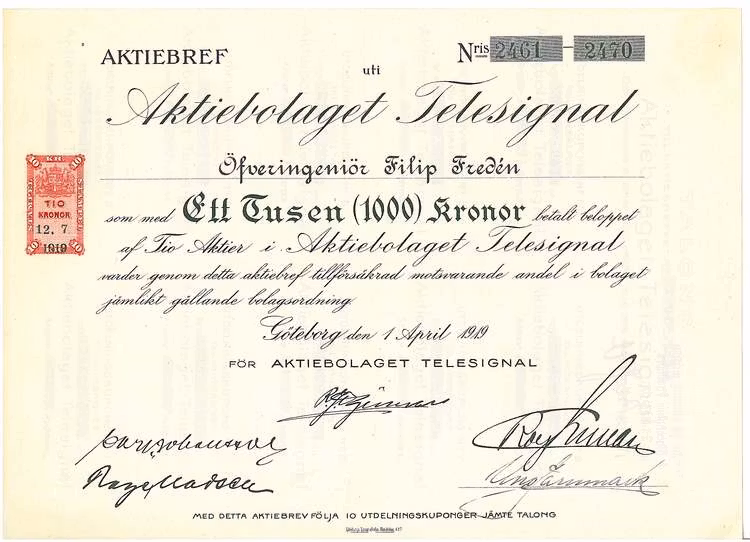 AKTIEBREF
Nris 2461 - 2470
uti
Aktiebolaget Telesignal
Öfveringeniör Filip Fredén
som med Ett Tusen (1000) Kronor betalt beloppet
af Tio Aktier i Aktiebolaget Telesignal
varder genom detta aktiebref tillförsäkrad motsvarande andel i bolaget
jämlikt gällande bolagsordning.
Göteborg den 1 April 1919
FÖR AKTIEBOLAGET TELESIGNAL
MED DETTA AKTIEBREV FÖLJA 10 UTDELNINGSKUPONGER JÄMTE TALONG
10 KR 10
TIO
KRONOR
12. 7
1919
10 10